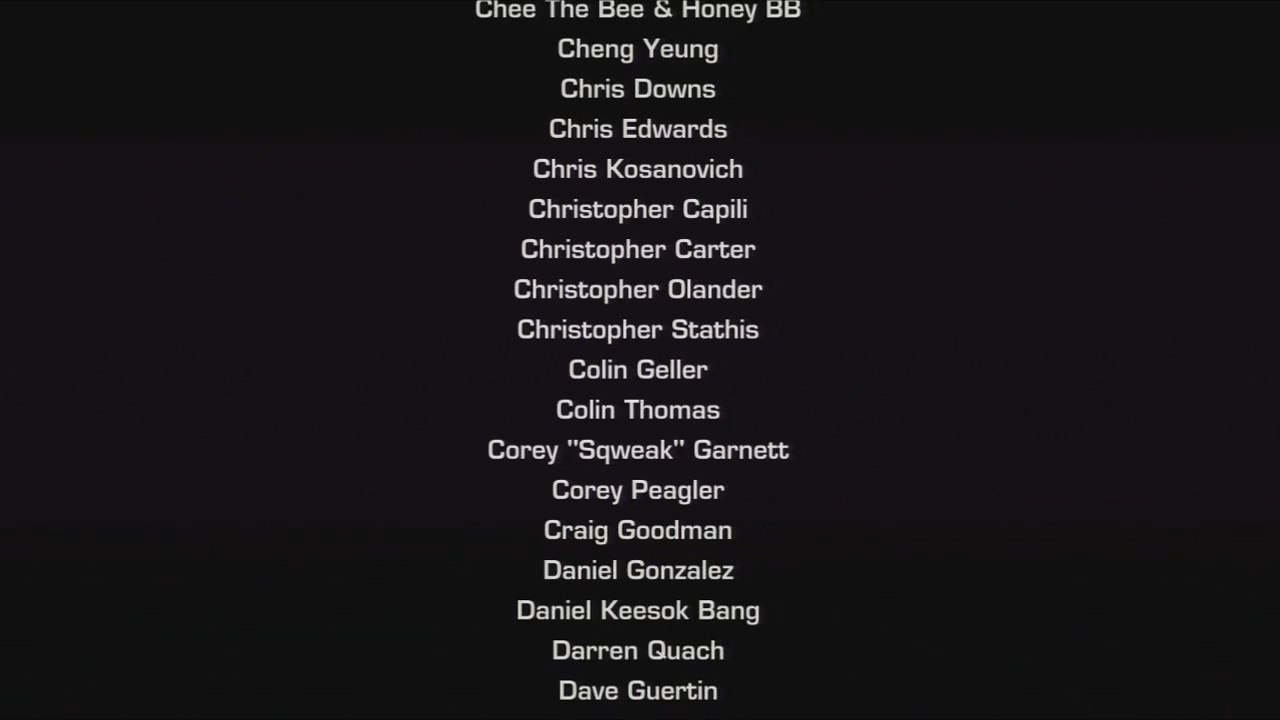 Chee The Bee & Honey BB
Cheng Yeung
Chris Downs
Chris Edwards
Chris Kosanovich
Christopher Capili
Christopher Carter
Christopher Olander
Christopher Stathis
Colin Geller
Colin Thomas
Corey "Sqweak" Garnett
Corey Peagler
Craig Goodman
Daniel Gonzalez
Daniel Keesok Bang
Darren Quach
Dave Guertin